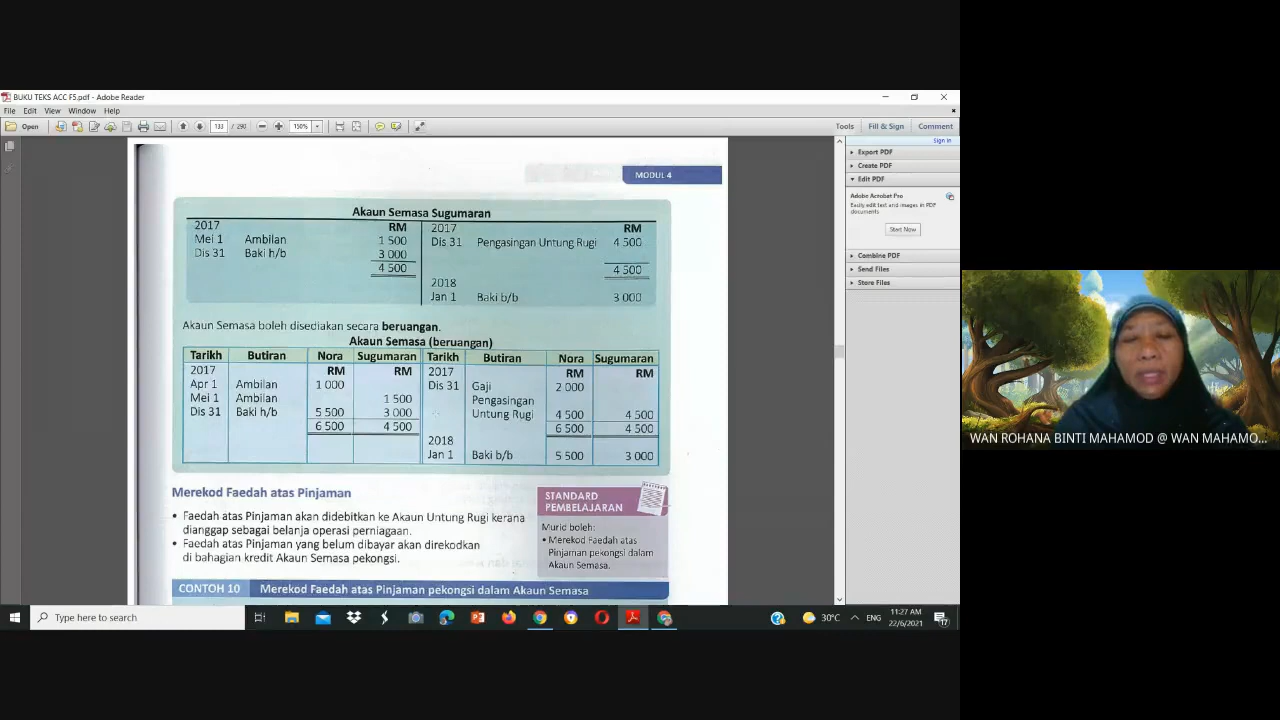 BUKU TEKS ACC F5.pdf - Adobe Reader
File Edit View Window Help
Open 133 / 290 150% Tools Fill & Sign Comment
Sign In
Export PDF
Create PDF
Edit PDF
Adobe Acrobat Pro
Easily edit text and images in PDF
documents
Start Now
Combine PDF
Send Files
Store Files
MODUL 4
Akaun Semasa Sugumaran
2017 RM 2017 RM
Mei 1 Ambilan 1 500 Dis 31 Pengasingan Untung Rugi 4 500
Dis 31 Baki h/b 3 000
4 500 4 500
2018
Jan 1 Baki b/b 3 000
Akaun Semasa boleh disediakan secara beruangan.
Akaun Semasa (beruangan)
Tarikh Butiran Nora Sugumaran Tarikh Butiran Nora Sugumaran
2017 RM RM 2017 RM RM
Apr 1 Ambilan 1 000 Dis 31 Gaji 2 000
Mei 1 Ambilan 1 500 Pengasingan
Dis 31 Baki h/b 5 500 3 000 Untung Rugi 4 500 4 500
6 500 4 500 6 500 4 500
2018
Jan 1 Baki b/b 5 500 3 000
Merekod Faedah atas Pinjaman
• Faedah atas Pinjaman akan didebitkan ke Akaun Untung Rugi kerana
dianggap sebagai belanja operasi perniagaan.
• Faedah atas Pinjaman yang belum dibayar akan direkodkan
di bahagian kredit Akaun Semasa pekongsi.
STANDARD
PEMBELAJARAN
Murid boleh:
• Merekod Faedah atas
Pinjaman pekongsi dalam
Akaun Semasa.
CONTOH 10 Merekod Faedah atas Pinjaman pekongsi dalam Akaun Semasa
WAN ROHANA BINTI MAHAMOD @ WAN MAHAMO...
Type here to search
30°C ENG 11:27 AM
22/6/2021
17